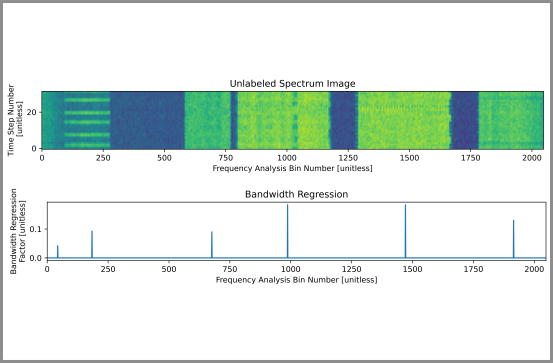 Unlabeled Spectrum Image
Time Step Number
[unitless]
20
0
0
250
500
750
1000
1250
1500
1750
2000
Frequency Analysis Bin Number [unitless]
Bandwidth Regression
Bandwidth Regression
Factor [unitless]
0.1
0.0
0
250
500
750
1000
1250
1500
1750
2000
Frequency Analysis Bin Number [unitless]